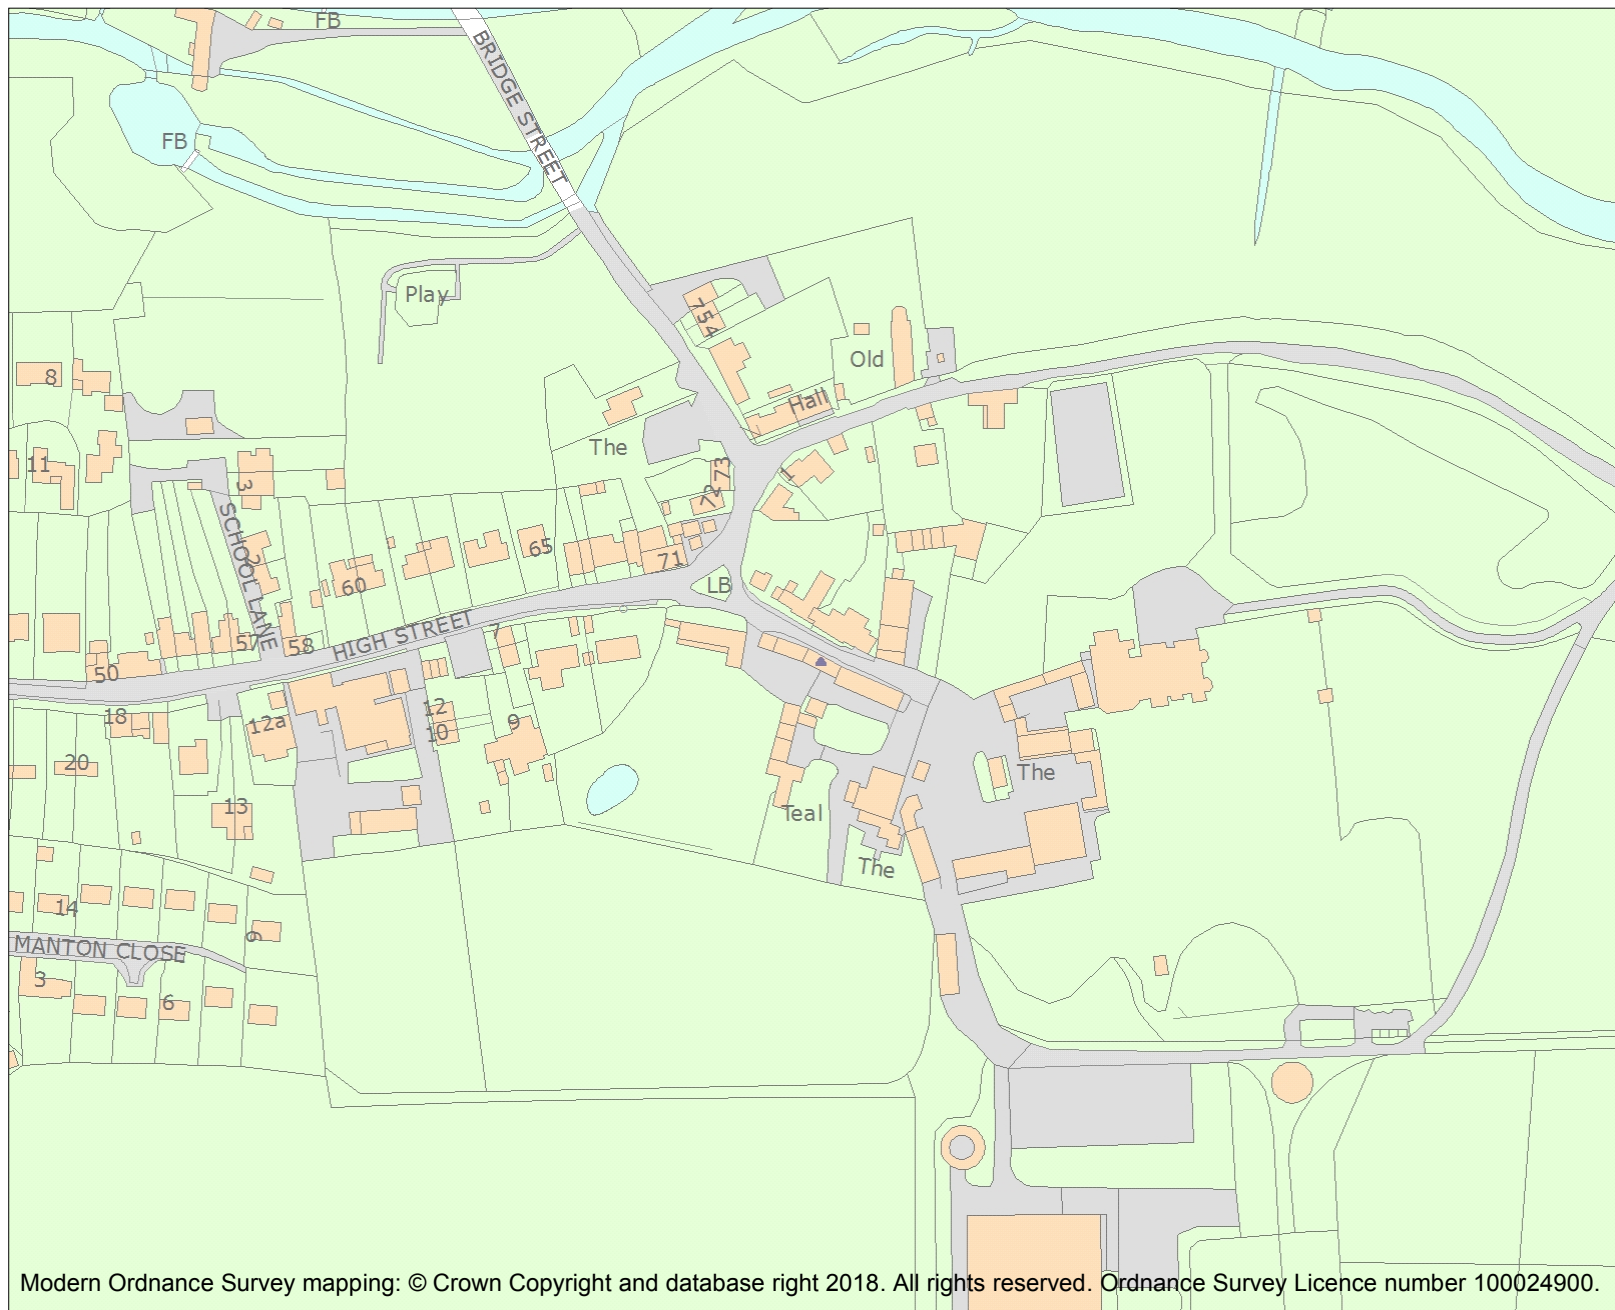 FB
BRIDGE STREET
FB
Play
754
Old
8
Hall
The
11
73
1
3
72
SCHOOL LANE
2
65
71
60
LB
7
HIGH STREET
57
58
50
12
18
12a
9
10
20
The
13
Teal
The
14
9
MANTON CLOSE
3
6
Modern Ordnance Survey mapping: © Crown Copyright and database right 2018. All rights reserved. Ordnance Survey Licence number 100024900.